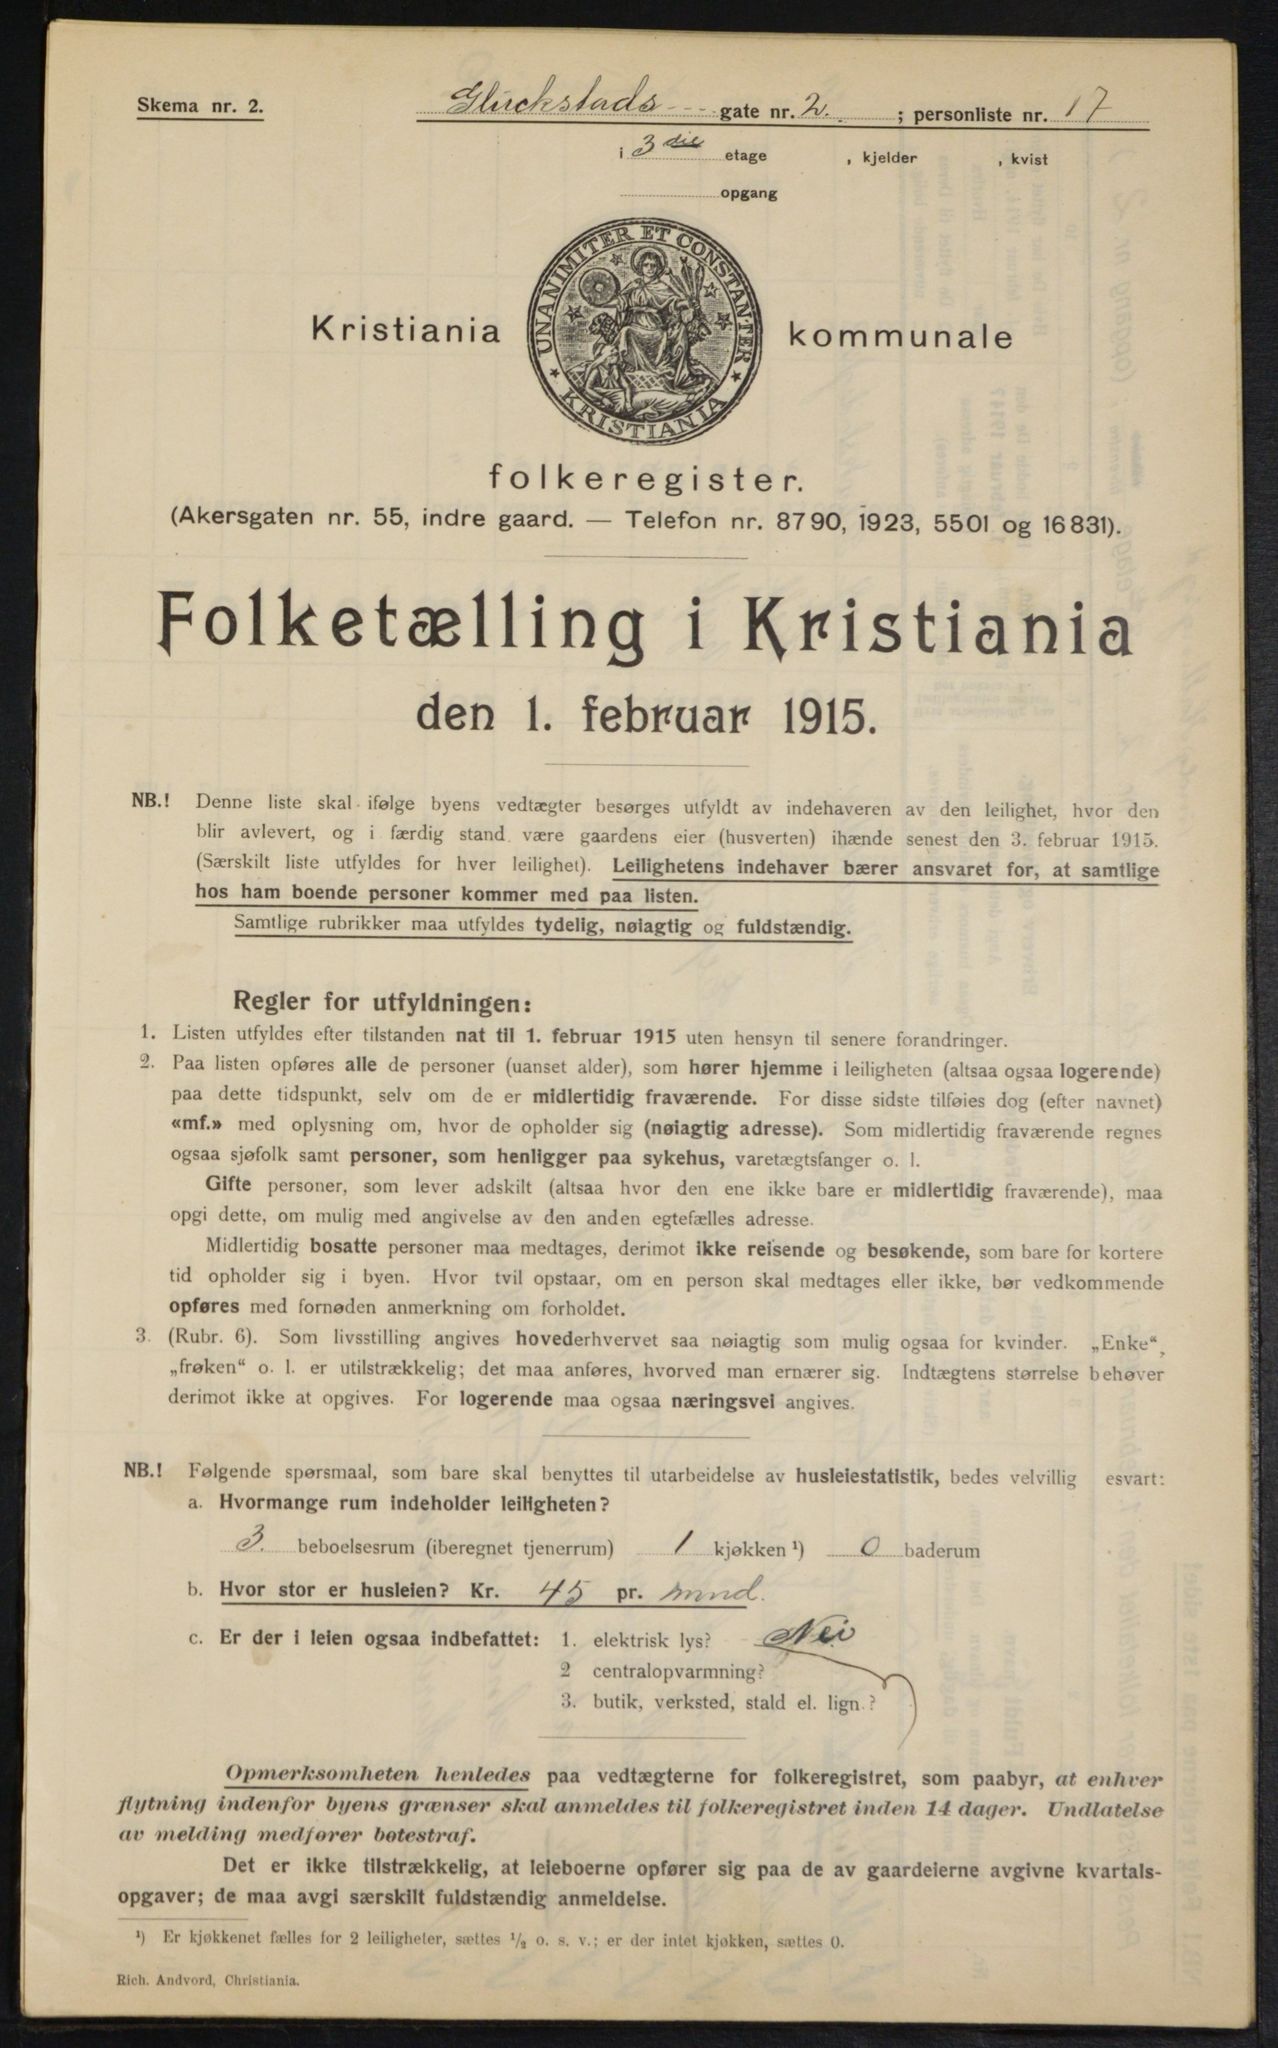 Skema nr. 2.
Glückstads gate nr. 2. ; personliste nr. 17
i 3die etage , kjelder , kvist
opgang
UNANIMITER ET CONSTANTER
KRISTIANIA
Kristiania kommunale
folkeregister.
(Akersgaten nr. 55, indre gaard. — Telefon nr. 8790, 1923, 5501 og 16831).
Folketælling i Kristiania
den 1. februar 1915.
NB.! Denne liste skal ifølge byens vedtægter besørges utfyldt av indehaveren av den leilighet, hvor den
blir avlevert, og i færdig stand være gaardens eier (husverten) ihænde senest den 3. februar 1915.
(Særskilt liste utfyldes for hver leilighet). Leilighetens indehaver bærer ansvaret for, at samtlige
hos ham boende personer kommer med paa listen.
Samtlige rubrikker maa utfyldes tydelig, nøiagtig og fuldstændig.
Regler for utfyldningen:
1. Listen utfyldes efter tilstanden nat til 1. februar 1915 uten hensyn til senere forandringer.
2. Paa listen opføres alle de personer (uanset alder), som hører hjemme i leiligheten (altsaa ogsaa logerende)
paa dette tidspunkt, selv om de er midlertidig fraværende. For disse sidste tilføies dog (efter navnet)
«mf.» med oplysning om, hvor de opholder sig (nøiagtig adresse). Som midlertidig fraværende regnes
ogsaa sjøfolk samt personer, som henligger paa sykehus, varetægtsfanger o. l.
Gifte personer, som lever adskilt (altsaa hvor den ene ikke bare er midlertidig fraværende), maa
opgi dette, om mulig med angivelse av den anden egtefælles adresse.
Midlertidig bosatte personer maa medtages, derimot ikke reisende og besøkende, som bare for kortere
tid opholder sig i byen. Hvor tvil opstaar, om en person skal medtages eller ikke, bør vedkommende
opføres med fornøden anmerkning om forholdet.
3. (Rubr. 6). Som livsstilling angives hovederhvervet saa nøiagtig som mulig ogsaa for kvinder. „Enke“,
„frøken“ o. l. er utilstrækkelig; det maa anføres, hvorved man ernærer sig. Indtægtens størrelse behøver
derimot ikke at opgives. For logerende maa ogsaa næringsvei angives.
NB.! Følgende spørsmaal, som bare skal benyttes til utarbeidelse av husleiestatistik, bedes velvillig esvart:
a. Hvormange rum indeholder leiligheten?
3. beboelsesrum (iberegnet tjenerrum) 1 kjøkken ¹) 0 baderum
b. Hvor stor er husleien? Kr. 45 pr. mnd.
c. Er der i leien ogsaa indbefattet: 1. elektrisk lys? Nei
2 centralopvarmning?
3. butik, verksted, stald el. lign.?
Opmerksomheten henledes paa vedtægterne for folkeregistret, som paabyr, at enhver
flytning indenfor byens grænser skal anmeldes til folkeregistret inden 14 dager. Undlatelse
av melding medfører bøtestraf.
Det er ikke tilstrækkelig, at leieboerne opfører sig paa de av gaardeierne avgivne kvartals-
opgaver; de maa avgi særskilt fuldstændig anmeldelse.
¹) Er kjøkkenet fælles for 2 leiligheter, sættes ½ o. s. v.; er der intet kjøkken, sættes 0.
Rich. Andvord, Christiania.